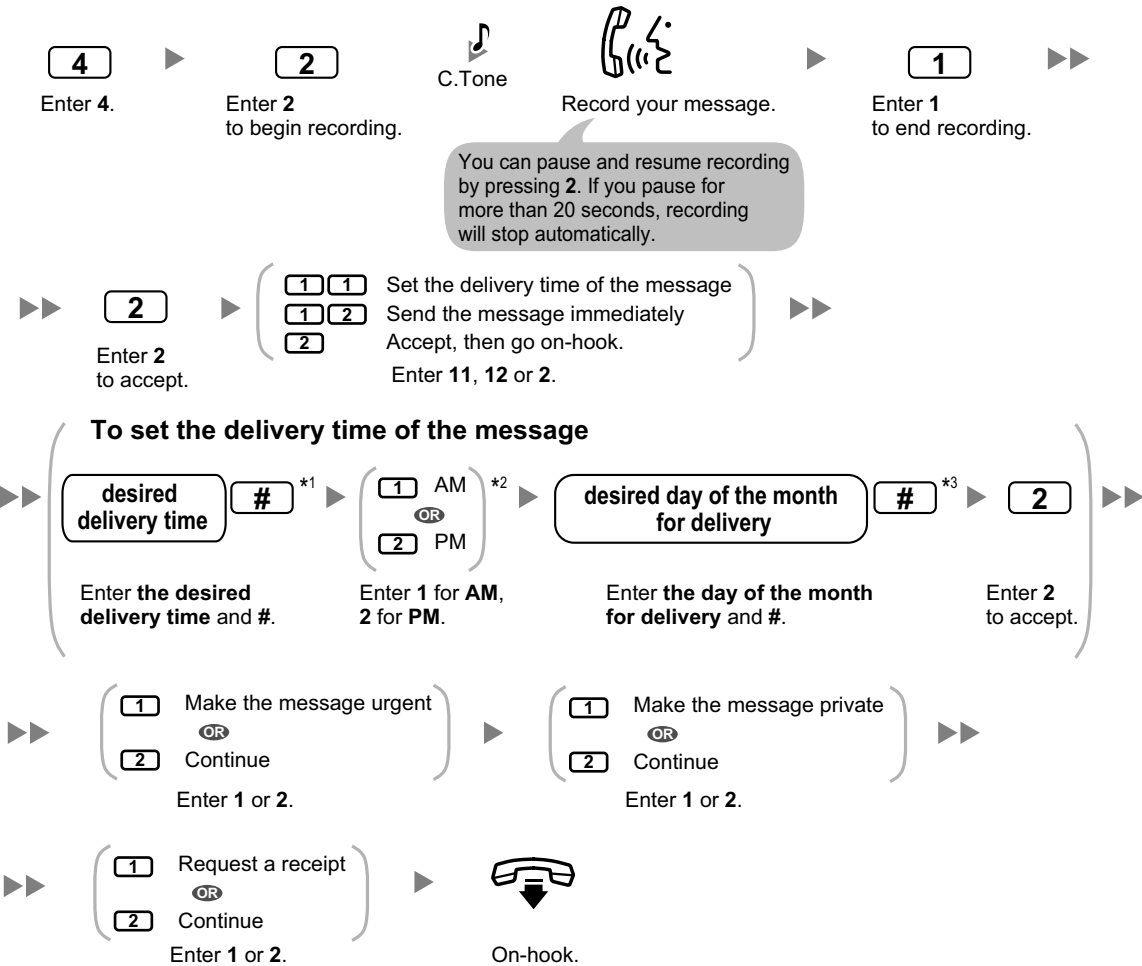 4
Enter 4.
2
Enter 2
to begin recording.
C.Tone
Record your message.
1
Enter 1
to end recording.
You can pause and resume recording
by pressing 2. If you pause for
more than 20 seconds, recording
will stop automatically.
2
Enter 2
to accept.
1 1 Set the delivery time of the message
1 2 Send the message immediately
2 Accept, then go on-hook.
Enter 11, 12 or 2.
To set the delivery time of the message
desired
delivery time
# *1
Enter the desired
delivery time and #.
1 AM
OR
2 PM
*2
Enter 1 for AM,
2 for PM.
desired day of the month
for delivery
# *3
Enter the day of the month
for delivery and #.
2
Enter 2
to accept.
1 Make the message urgent
OR
2 Continue
Enter 1 or 2.
1 Make the message private
OR
2 Continue
Enter 1 or 2.
1 Request a receipt
OR
2 Continue
Enter 1 or 2.
On-hook.